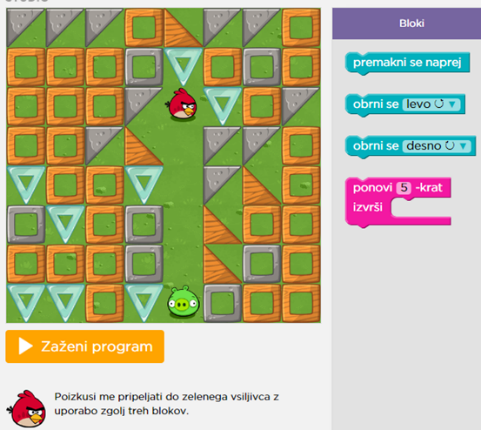 Bloki
premakni se naprej
obrni se levo ↺ ▼
obrni se desno ↻ ▼
ponovi 5 -krat
izvrši
Zaženi program
Poizkusi me pripeljati do zelenega vsiljivca z
uporabo zgolj treh blokov.